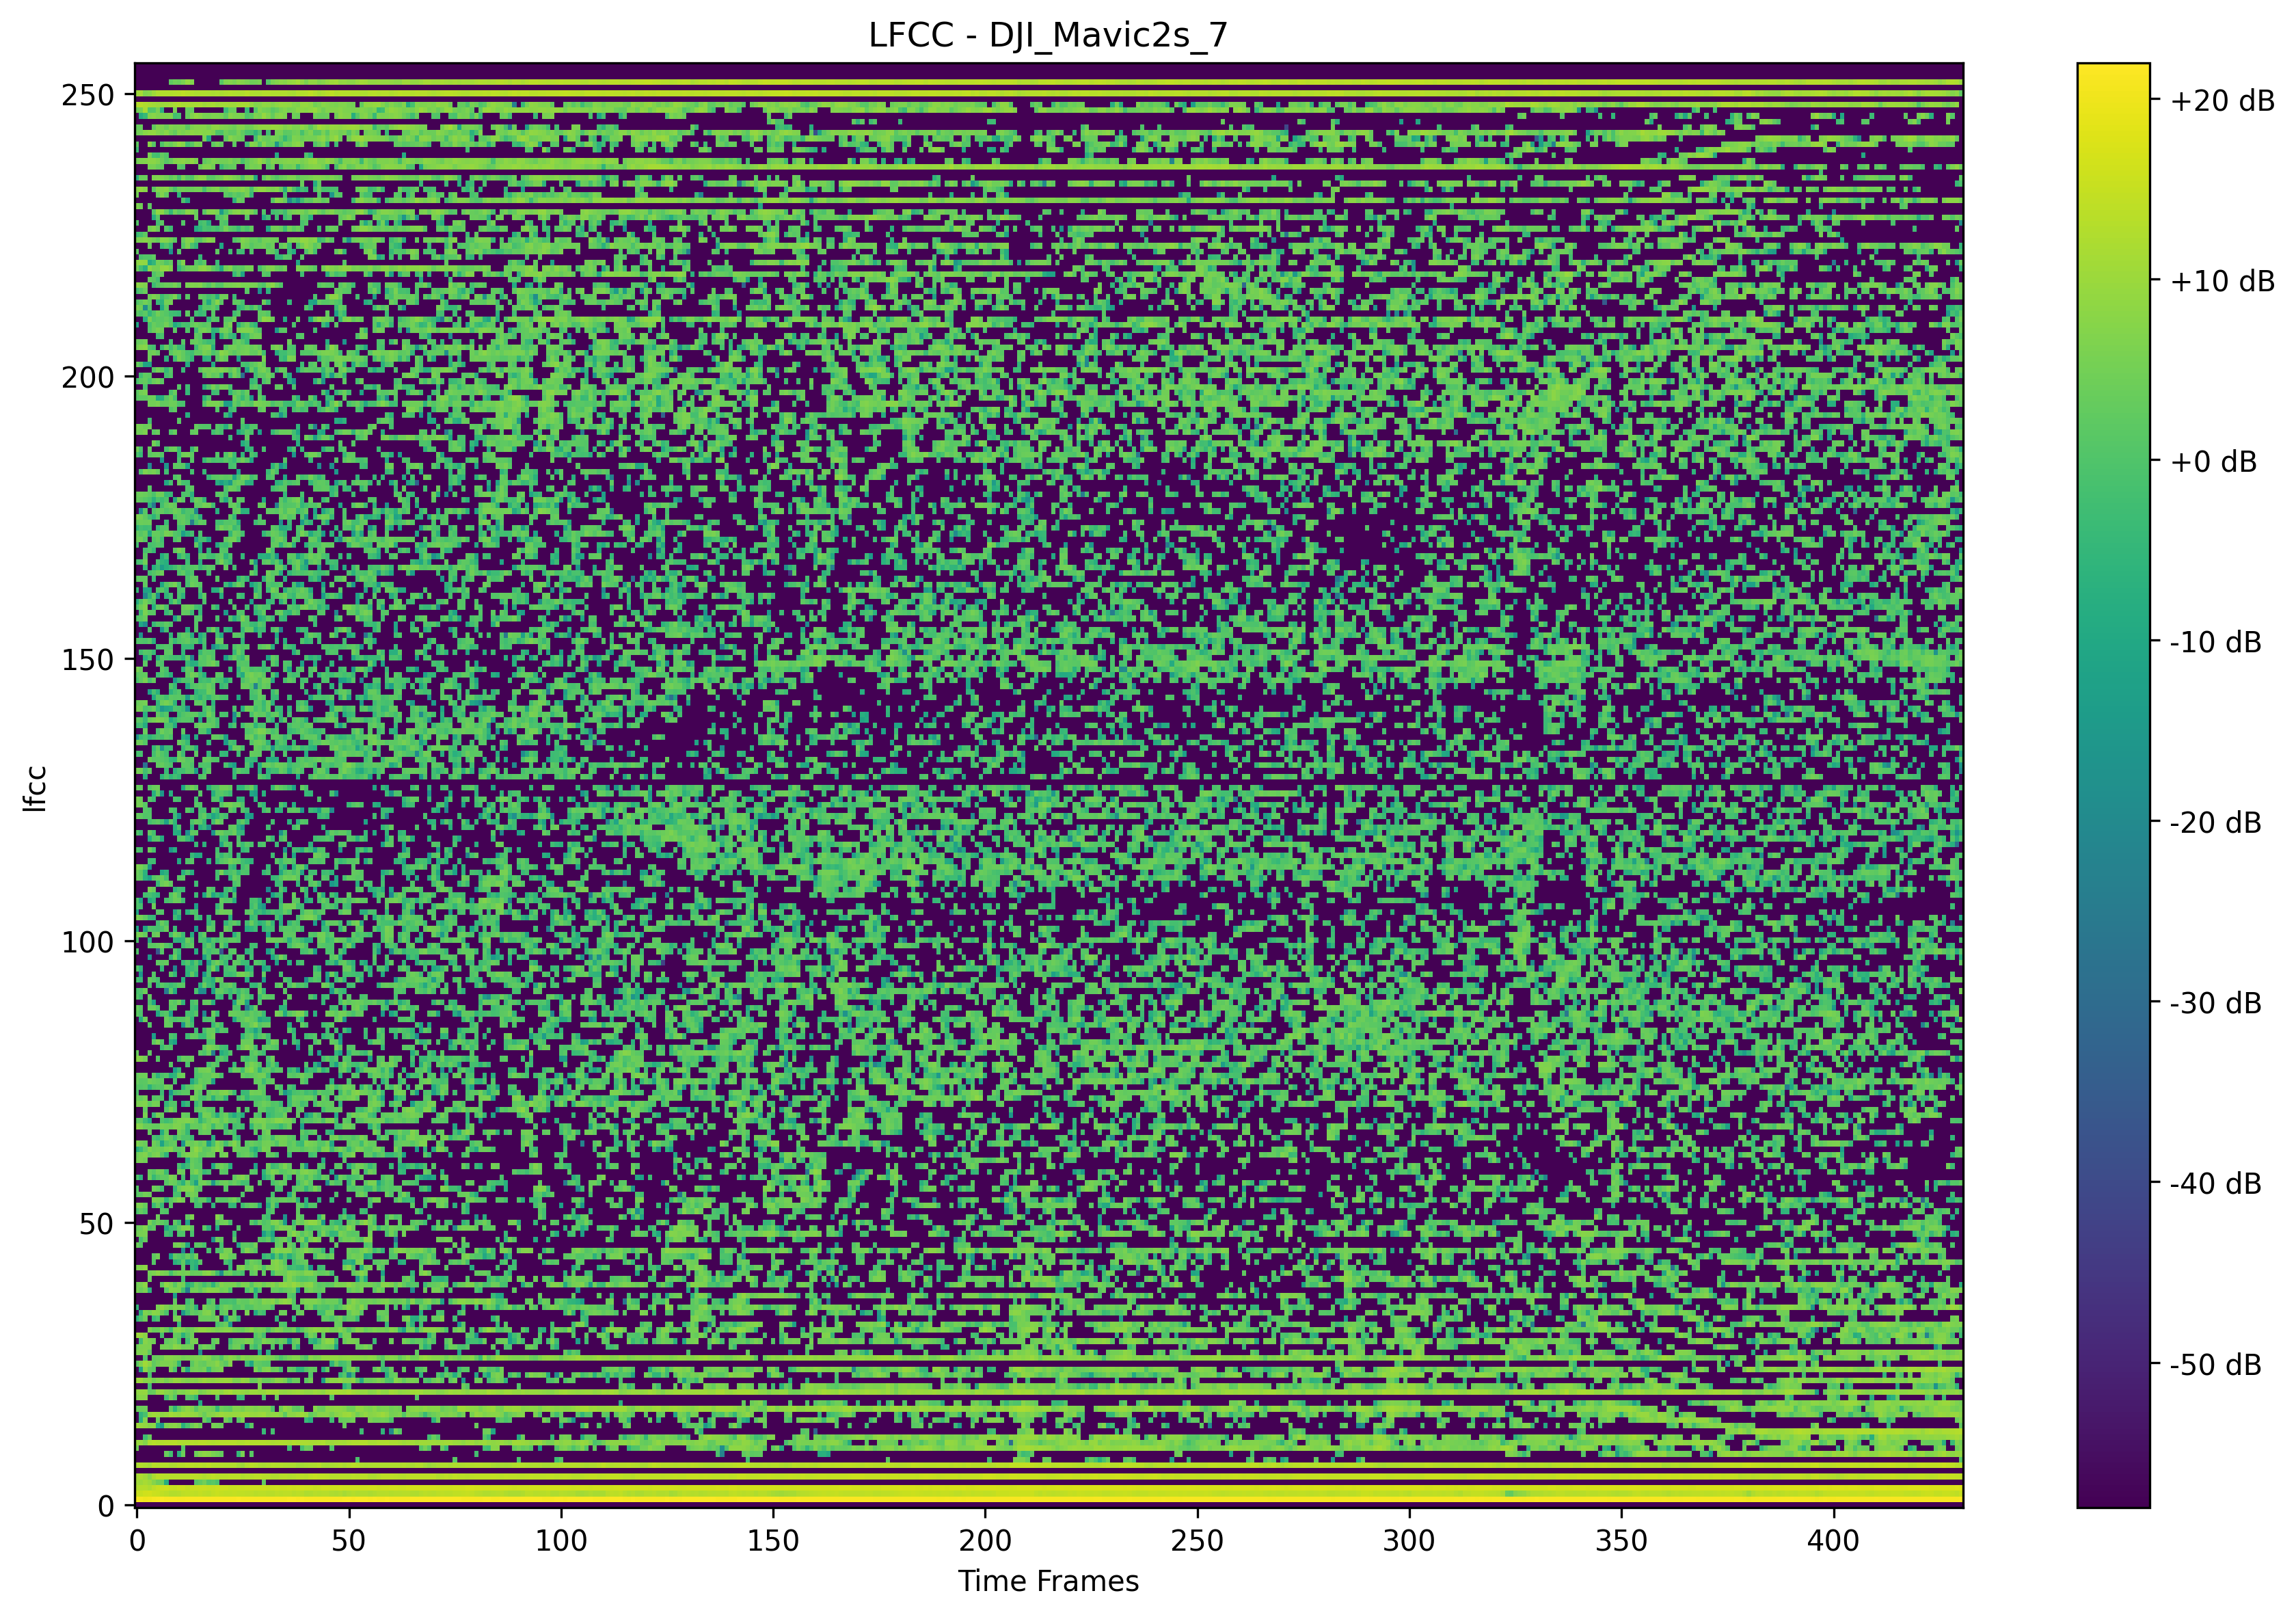 LFCC - DJI_Mavic2s_7
250
200
150
100
50
0
lfcc
0 50 100 150 200 250 300 350 400
Time Frames
+20 dB
+10 dB
+0 dB
-10 dB
-20 dB
-30 dB
-40 dB
-50 dB